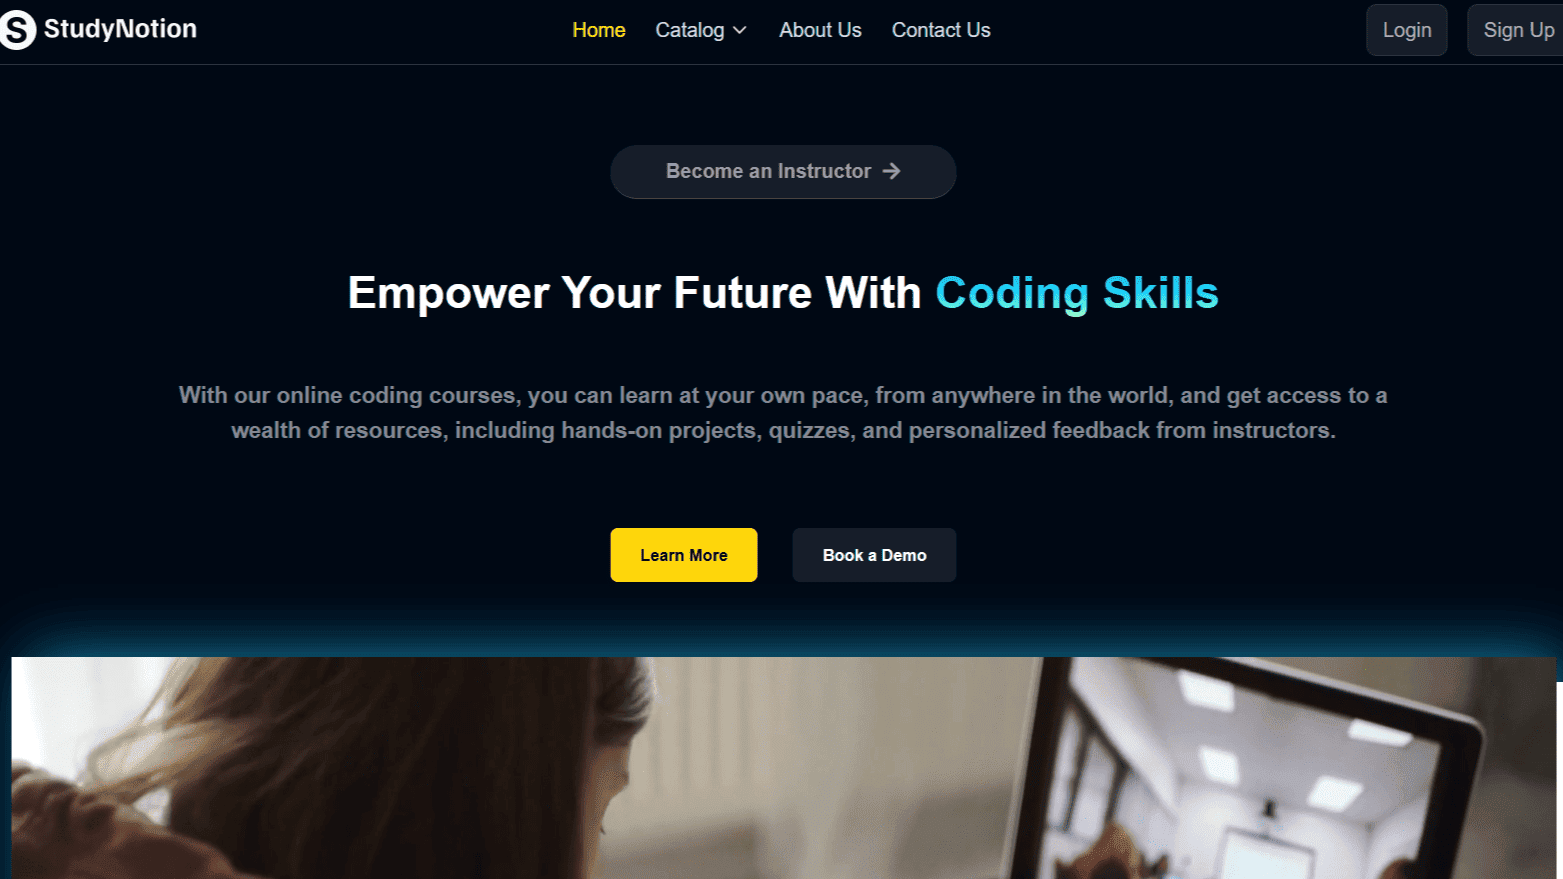 S StudyNotion
Home Catalog About Us Contact Us
Login Sign Up
Become an Instructor
Empower Your Future With Coding Skills
With our online coding courses, you can learn at your own pace, from anywhere in the world, and get access to a
wealth of resources, including hands-on projects, quizzes, and personalized feedback from instructors.
Learn More Book a Demo